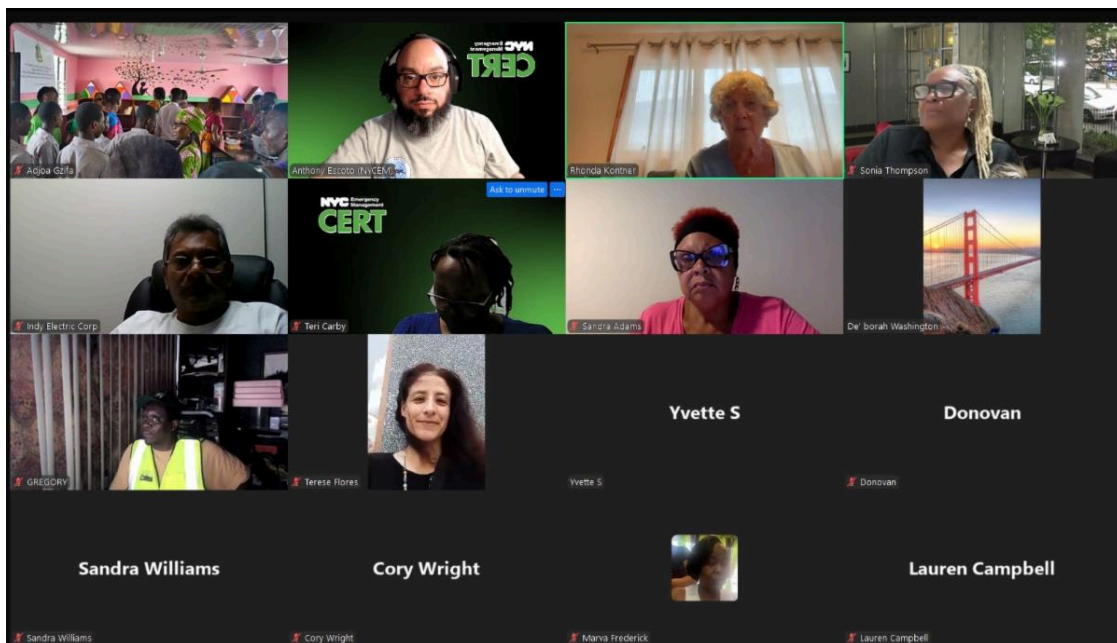 Adjoa Gzifa
NYC Emergency Management
CERT
Anthony Escoto (NYCEM)
Rhonda Kontner
Sonia Thompson
Indy Electric Corp
Ask to unmute ...
NYC Emergency Management
CERT
Teri Carby
Sandra Adams
De' borah Washington
GREGORY
Terese Flores
Yvette S
Yvette S
Donovan
Donovan
Sandra Williams
Sandra Williams
Cory Wright
Cory Wright
Marva Frederick
Lauren Campbell
Lauren Campbell